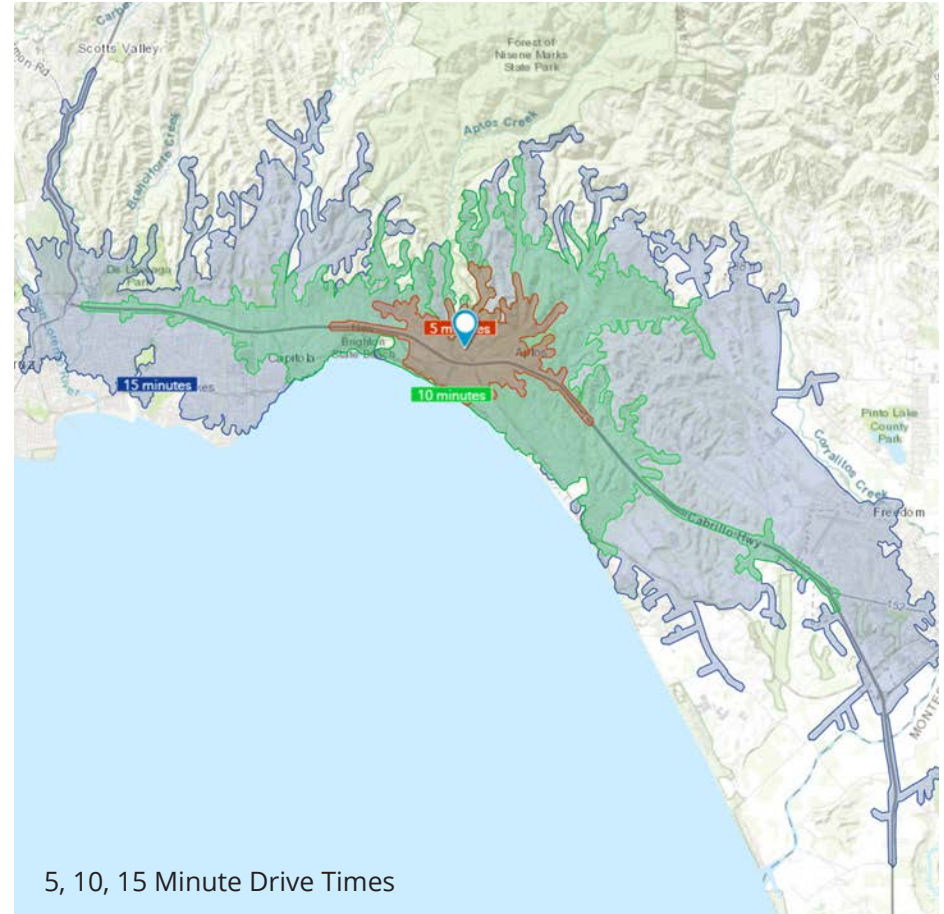 Scotts Valley
Forest of
Nisene Marks
State Park
Aptos Creek
Branciforte Creek
De Laveaga
Park
5 minutes
New
Brighton
State Beach
Capitola
Aptos
15 minutes
10 minutes
Pinto Lake
County
Park
Corralitos Creek
Freedom
Cabrillo Hwy
152
5, 10, 15 Minute Drive Times